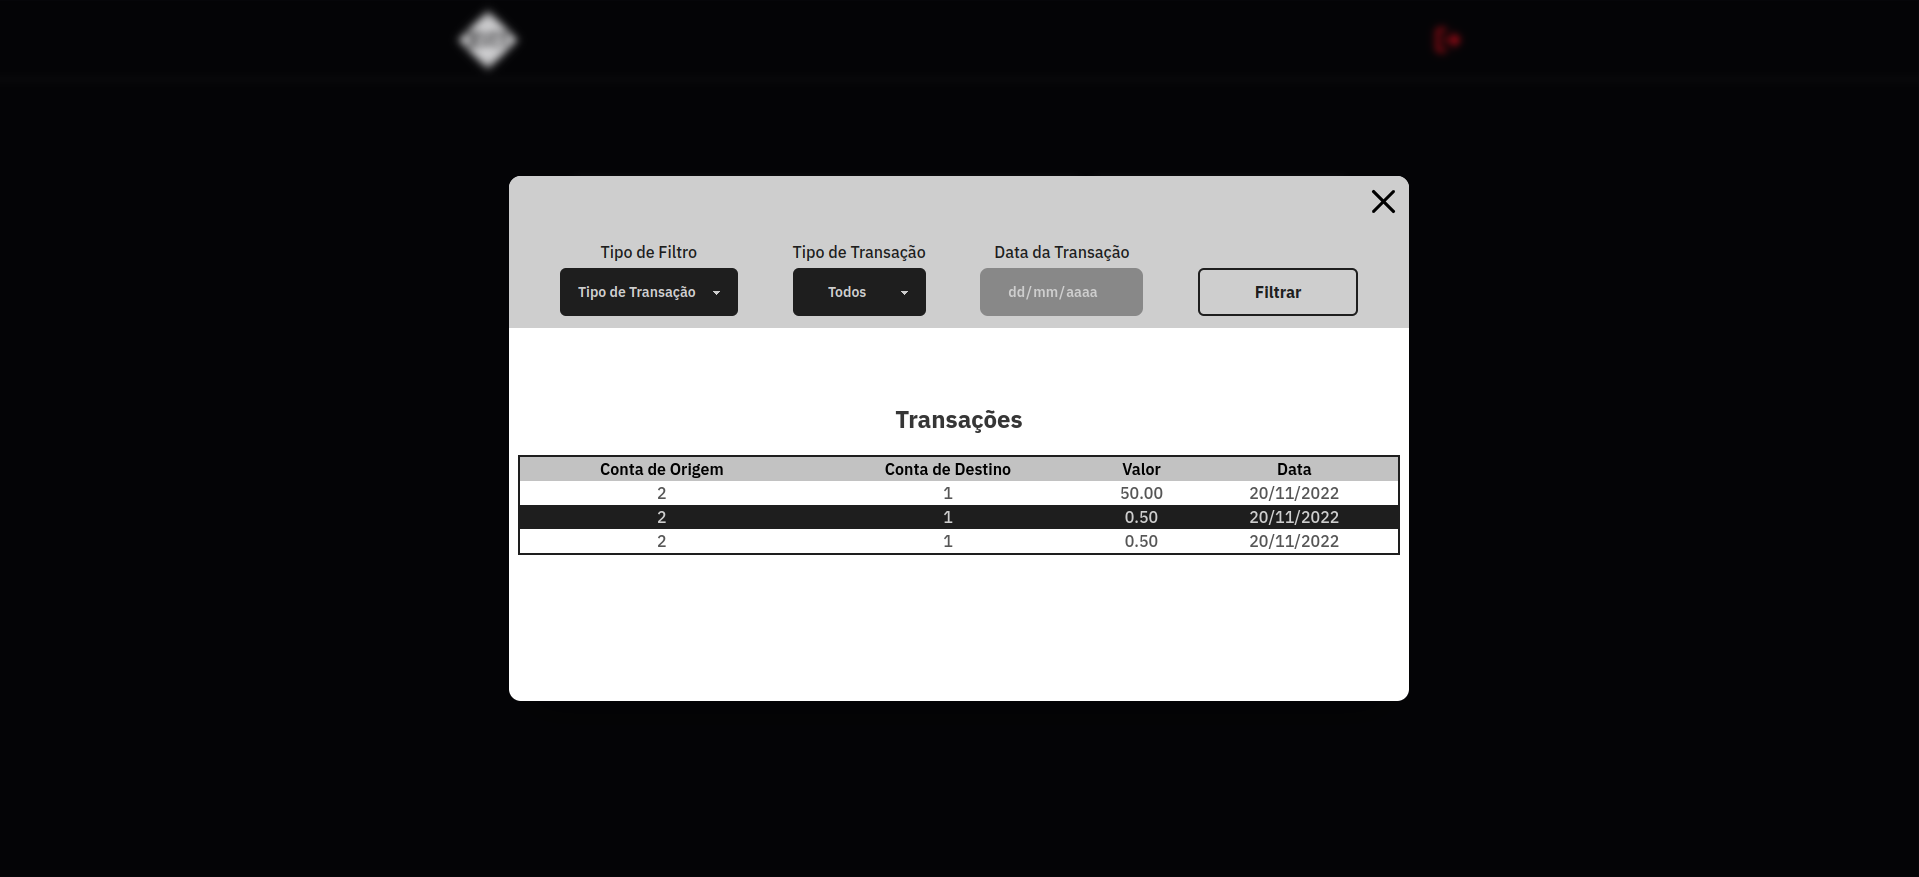 Tipo de Filtro Tipo de Transação Data da Transação
Tipo de Transação Todos dd/mm/aaaa Filtrar
Transações
Conta de Origem Conta de Destino Valor Data
2 1 50.00 20/11/2022
2 1 0.50 20/11/2022
2 1 0.50 20/11/2022